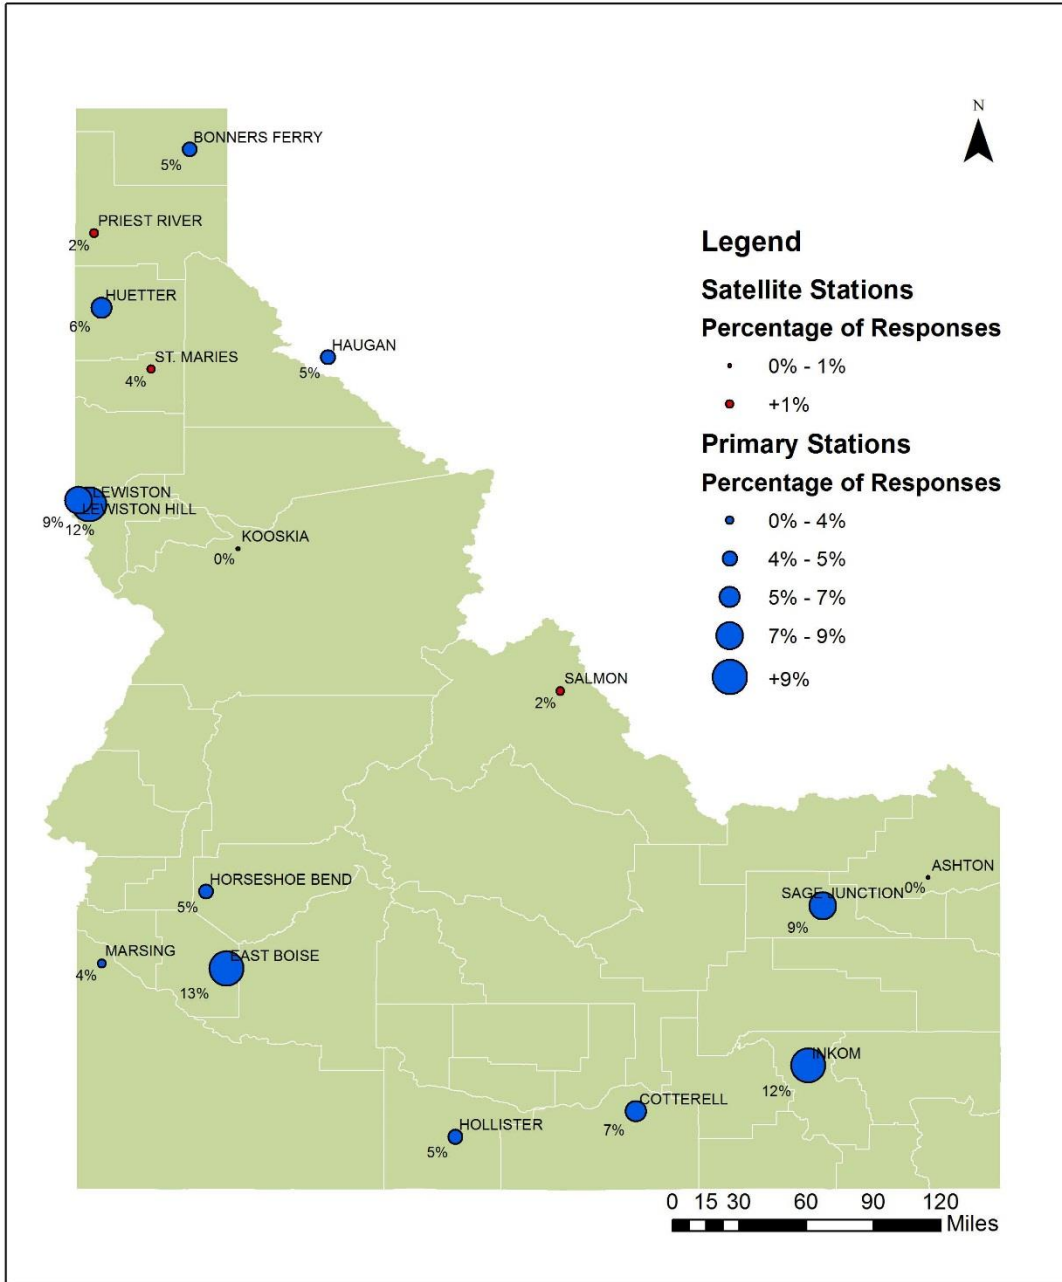 N
BONNERS FERRY
5%
PRIEST RIVER
2%
HUETTER
6%
HAUGAN
5%
ST. MARIES
4%
LEWISTON
LEWISTON HILL
9%
12%
KOOSKIA
0%
SALMON
2%
HORSESHOE BEND
5%
ASHTON
0%
SAGE JUNCTION
9%
MARSING
4%
EAST BOISE
13%
INKOM
12%
COTTERELL
7%
HOLLISTER
5%
Legend
Satellite Stations
Percentage of Responses
0% - 1%
+1%
Primary Stations
Percentage of Responses
0% - 4%
4% - 5%
5% - 7%
7% - 9%
+9%
0 15 30 60 90 120
Miles